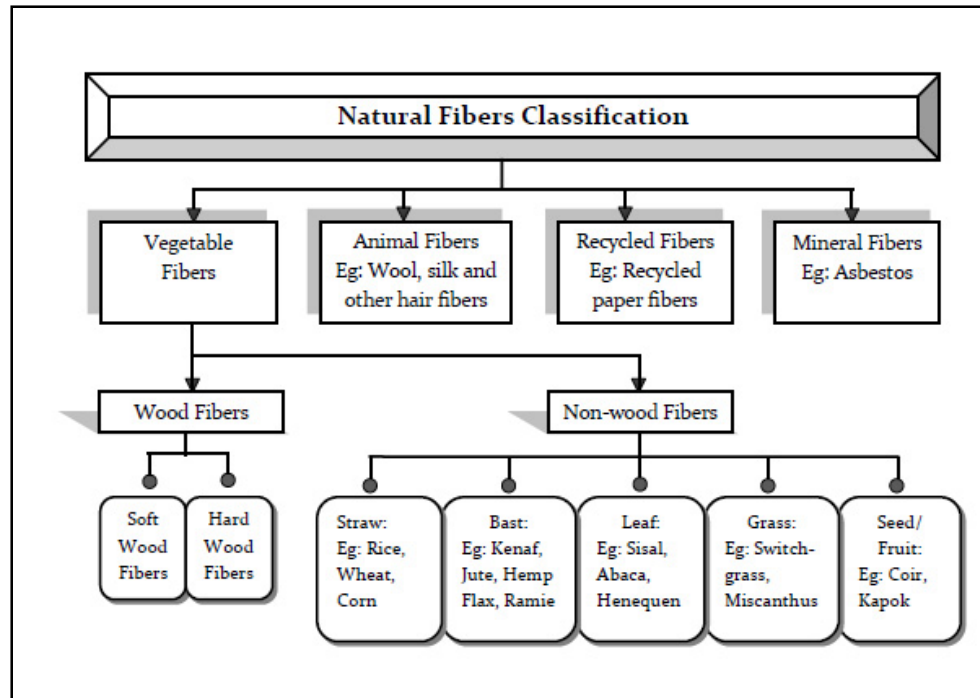 Natural Fibers Classification
Vegetable
Fibers
Animal Fibers
Eg: Wool, silk and
other hair fibers
Recycled Fibers
Eg: Recycled
paper fibers
Mineral Fibers
Eg: Asbestos
Wood Fibers
Non-wood Fibers
Soft
Wood
Fibers
Hard
Wood
Fibers
Straw:
Eg: Rice,
Wheat,
Corn
Bast:
Eg: Kenaf,
Jute, Hemp
Flax, Ramie
Leaf:
Eg: Sisal,
Abaca,
Henequen
Grass:
Eg: Switch-
grass,
Miscanthus
Seed/
Fruit:
Eg: Coir,
Kapok